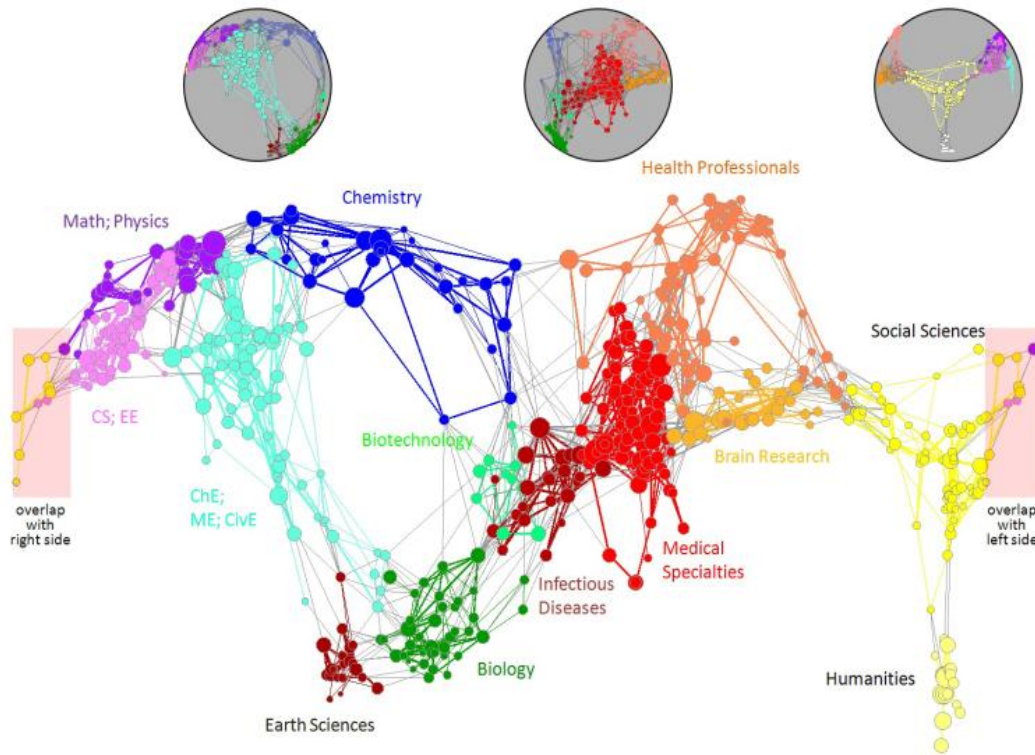 Health Professionals
Chemistry
Math; Physics
Social Sciences
CS; EE
Biotechnology
Brain Research
ChE;
ME; CivE
overlap
with
right side
overlap
with
left side
Medical
Specialties
Infectious
Diseases
Biology
Humanities
Earth Sciences